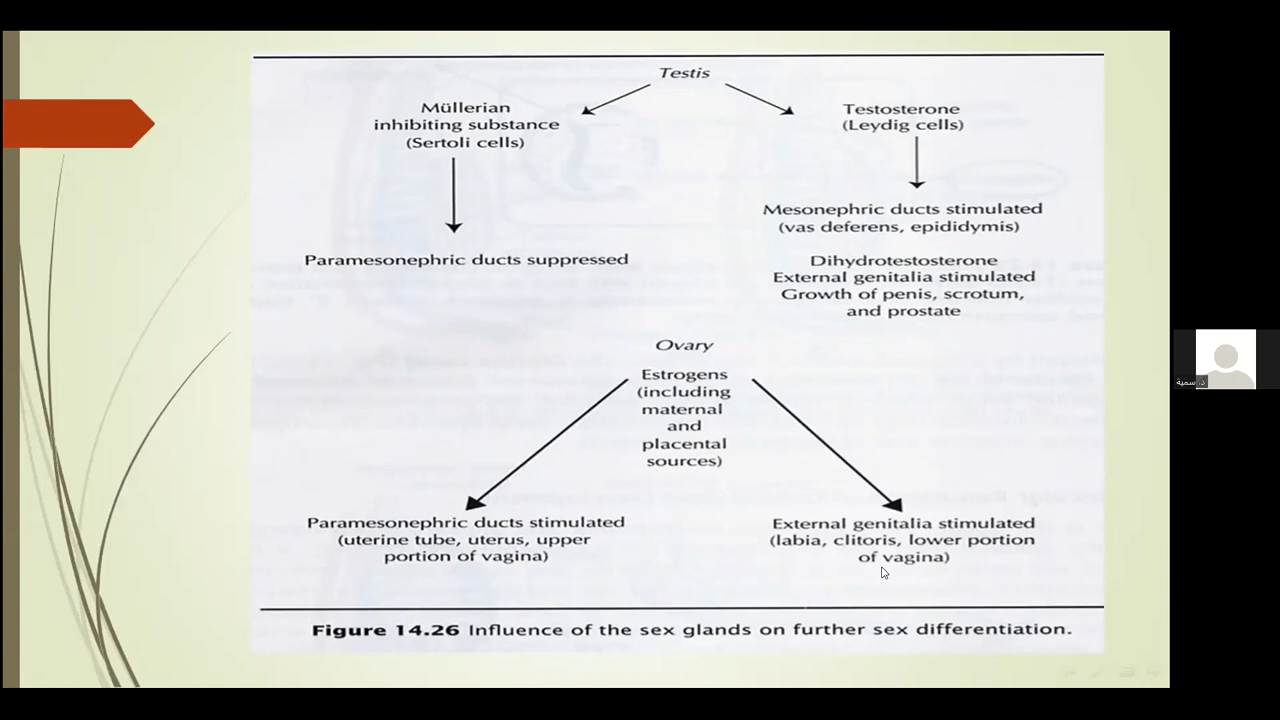 Testis
Müllerian
inhibiting substance
(Sertoli cells)
Testosterone
(Leydig cells)
Mesonephric ducts stimulated
(vas deferens, epididymis)
Paramesonephric ducts suppressed
Dihydrotestosterone
External genitalia stimulated
Growth of penis, scrotum,
and prostate
Ovary
Estrogens
(including
maternal
and
placental
sources)
Paramesonephric ducts stimulated
(uterine tube, uterus, upper
portion of vagina)
External genitalia stimulated
(labia, clitoris, lower portion
of vagina)
Figure 14.26 Influence of the sex glands on further sex differentiation.
د. سمية